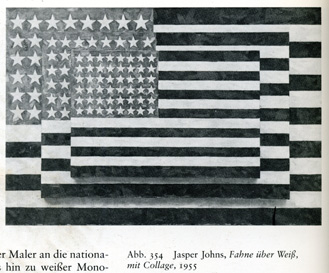 er Maler an die nationa-
s hin zu weißer Mono-
Abb. 354 Jasper Johns, Fahne über Weiß,
mit Collage, 1955